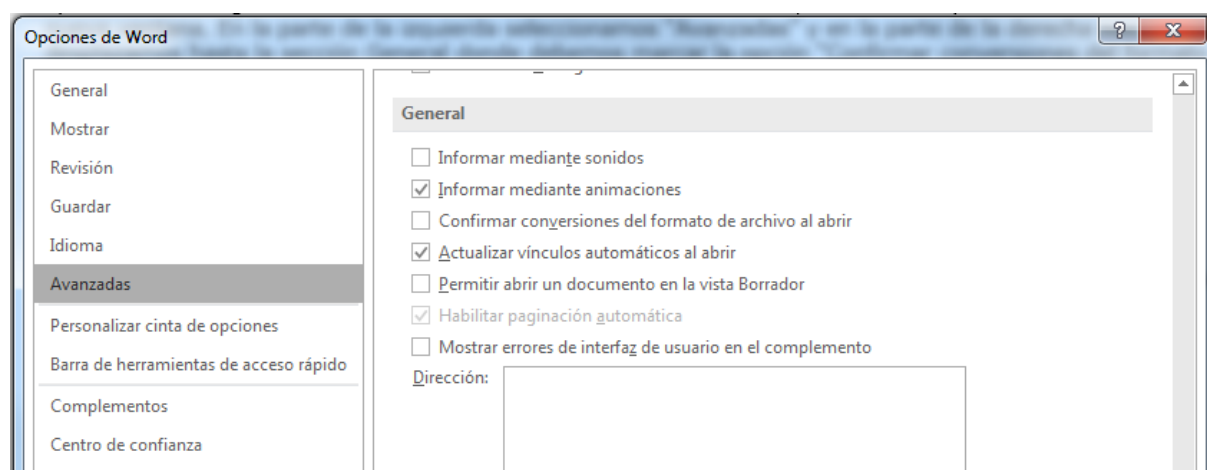 Opciones de Word
?
X
General
Mostrar
Revisión
Guardar
Idioma
Avanzadas
Personalizar cinta de opciones
Barra de herramientas de acceso rápido
Complementos
Centro de confianza
General
Informar mediante sonidos
Informar mediante animaciones
Confirmar conversiones del formato de archivo al abrir
Actualizar vínculos automáticos al abrir
Permitir abrir un documento en la vista Borrador
Habilitar paginación automática
Mostrar errores de interfaz de usuario en el complemento
Dirección: